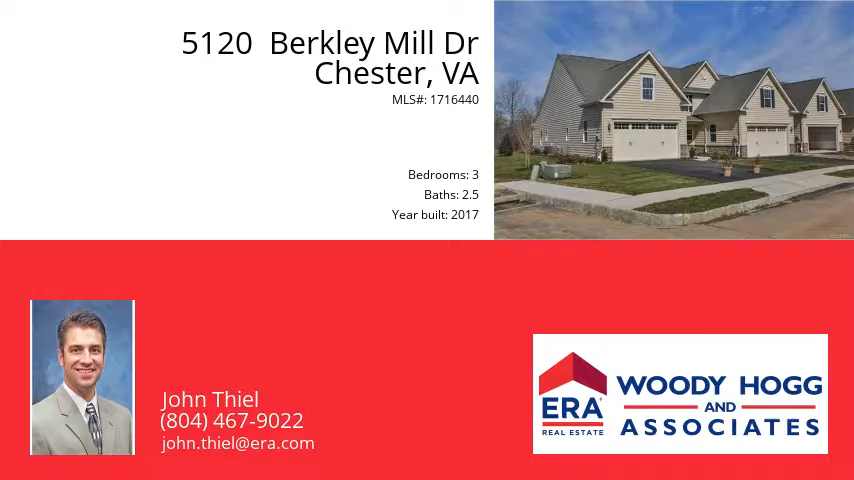 5120 Berkley Mill Dr
Chester, VA
MLS#: 1716440
Bedrooms: 3
Baths: 2.5
Year built: 2017
John Thiel
(804) 467-9022
john.thiel@era.com
ERA
REAL ESTATE
WOODY HOGG
AND
ASSOCIATES